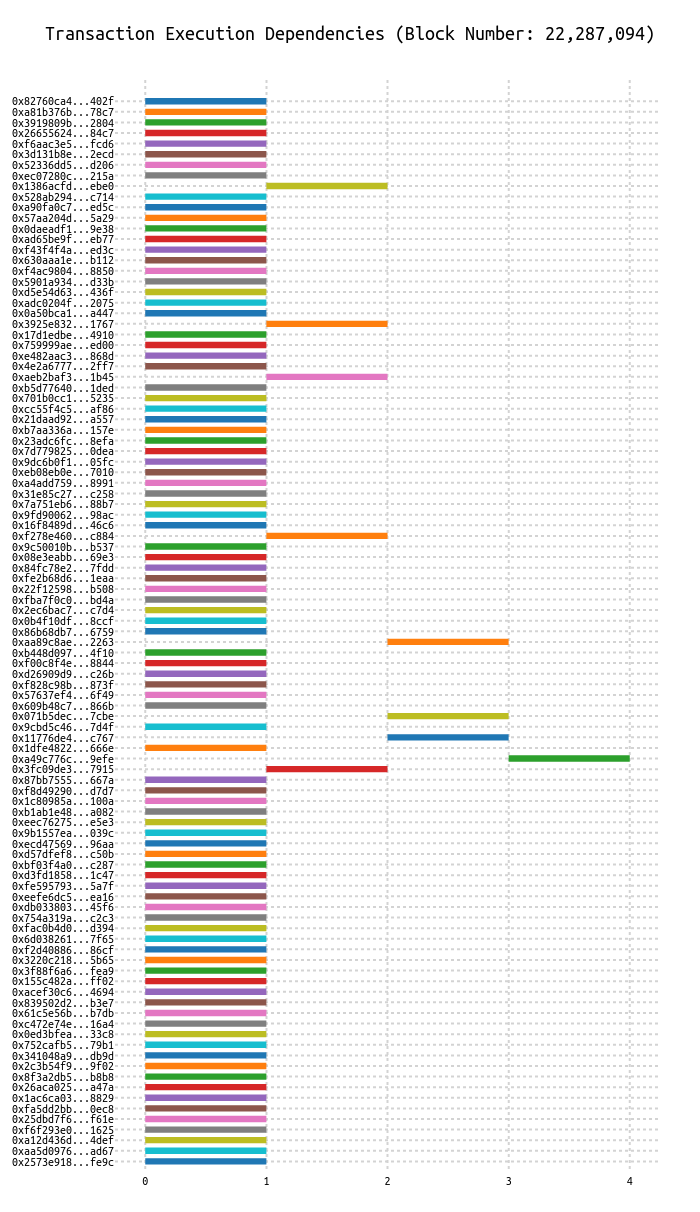 Transaction Execution Dependencies (Block Number: 22,287,094)
0x82760ca4...402f
0xa81b376b...78c7
0x3919809b...2804
0x26655624...84c7
0xf6aac3e5...fcd6
0x3d131b8e...2ecd
0x52336dd5...d206
0xec07280c...215a
0x1386acfd...ebe0
0x528ab294...c714
0xa90fa0c7...ed5c
0x57aa204d...5a29
0x0daeadf1...9e38
0xad65be9f...eb77
0xf43f4f4a...ed3c
0x630aaa1e...b112
0xf4ac9804...8850
0x5901a934...d33b
0xd5e54d63...436f
0xadc0204f...2075
0x0a50bca1...a447
0x3925e832...1767
0x17d1edbe...4910
0x759999ae...ed00
0xe482aac3...868d
0x4e2a6777...2ff7
0xaeb2baf3...1b45
0xb5d77640...1ded
0x701b0cc1...5235
0xcc55f4c5...af86
0x21daad92...a557
0xb7aa336a...157e
0x23adc6fc...8efa
0x7d779825...0dea
0x9dc6b0f1...05fc
0xeb08eb0e...7010
0xa4add759...8991
0x31e85c27...c258
0x7a751eb6...88b7
0x9fd90062...98ac
0x16f8489d...46c6
0xf278e460...c884
0x9c50010b...b537
0x08e3eabb...69e3
0x84fc78e2...7fdd
0xfe2b68d6...1eaa
0x22f12598...b508
0xfba7f0c0...bd4a
0x2ec6bac7...c7d4
0x0b4f10df...8ccf
0x86b68db7...6759
0xaa89c8ae...2263
0xb448d097...4f10
0xf00c8f4e...8844
0xd26909d9...c26b
0xf828c98b...873f
0x57637ef4...6f49
0x609b48c7...866b
0x071b5dec...7cbe
0x9cbd5c46...7d4f
0x11776de4...c767
0x1dfe4822...666e
0xa49c776c...9efe
0x3fc09de3...7915
0x87bb7555...667a
0xf8d49290...d7d7
0x1c80985a...100a
0xb1ab1e48...a082
0xeec76275...e5e3
0x9b1557ea...039c
0xecd47569...96aa
0xd57dfef8...c50b
0xbf03f4a0...c287
0xd3fd1858...1c47
0xfe595793...5a7f
0xeefe6dc5...ea16
0xdb033803...45f6
0x754a319a...c2c3
0xfac0b4d0...d394
0x6d038261...7f65
0xf2d40886...86cf
0x3220c218...5b65
0x3f88f6a6...fea9
0x155c482a...ff02
0xacef30c6...4694
0x839502d2...b3e7
0x61c5e56b...b7db
0xc472e74e...16a4
0x0ed3bfea...33c8
0x752cafb5...79b1
0x341048a9...db9d
0x2c3b54f9...9f02
0x8f3a2db5...b8b8
0x26aca025...a47a
0x1ac6ca03...8829
0xfa5dd2bb...0ec8
0x25dbd7f6...f61e
0xf6f293e0...1625
0xa12d436d...4def
0xaa5d0976...ad67
0x2573e918...fe9c
0 1 2 3 4